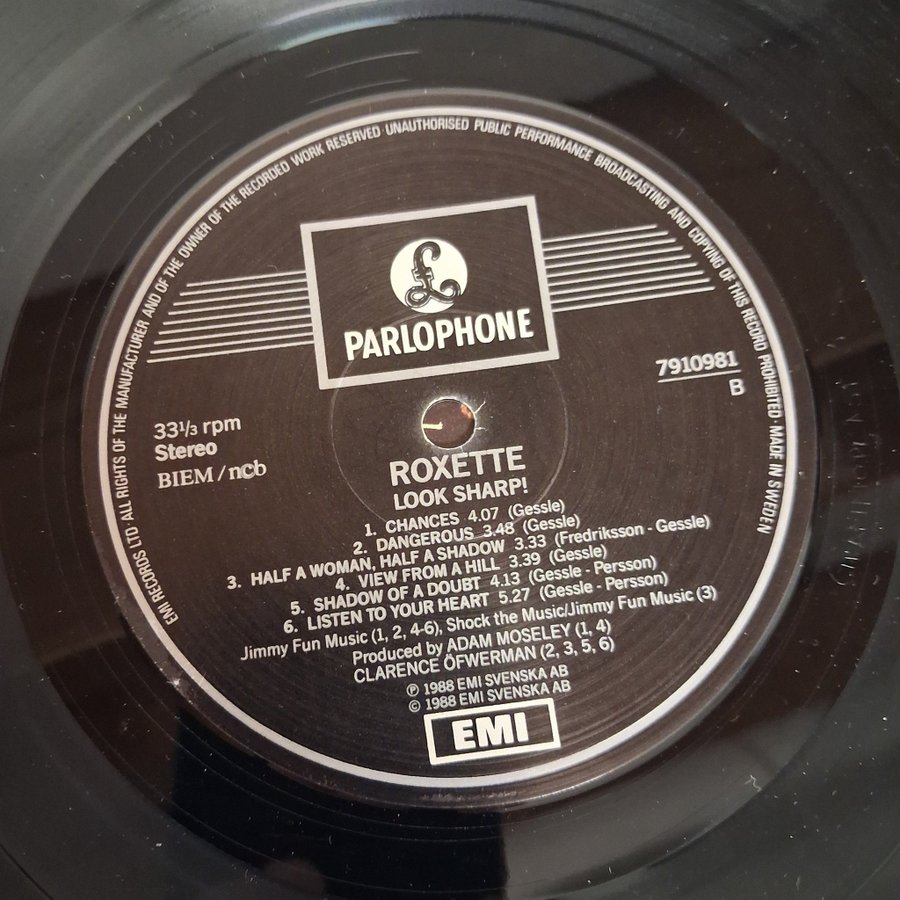 EMI RECORDS LTD · ALL RIGHTS OF THE MANUFACTURER AND OF THE OWNER OF THE RECORDED WORK RESERVED UNAUTHORISED PUBLIC PERFORMANCE BROADCASTING AND COPYING OF THIS RECORD PROHIBITED · MADE IN SWEDEN
£
PARLOPHONE
7910981
B
33 1/3 rpm
Stereo
BIEM / ncb
ROXETTE
LOOK SHARP!
1. CHANCES 4.07 (Gessle)
2. DANGEROUS 3.48 (Gessle)
3. HALF A WOMAN, HALF A SHADOW 3.33 (Fredriksson - Gessle)
4. VIEW FROM A HILL 3.39 (Gessle)
5. SHADOW OF A DOUBT 4.13 (Gessle - Persson)
6. LISTEN TO YOUR HEART 5.27 (Gessle - Persson)
Jimmy Fun Music (1, 2, 4-6), Shock the Music/Jimmy Fun Music (3)
Produced by ADAM MOSELEY (1, 4)
CLARENCE ÖFWERMAN (2, 3, 5, 6)
℗ 1988 EMI SVENSKA AB
© 1988 EMI SVENSKA AB
EMI